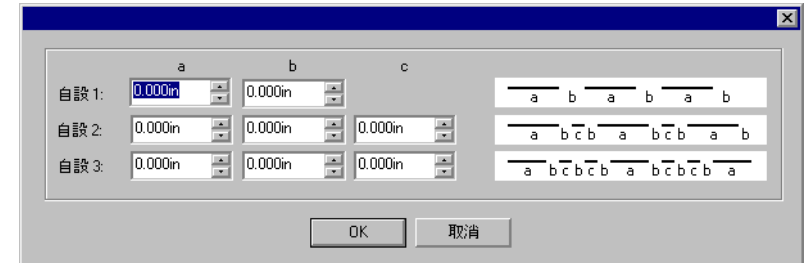 a b c
自設 1: 0.000in 0.000in a b a b a b
自設 2: 0.000in 0.000in 0.000in a b c b a b c b a b
自設 3: 0.000in 0.000in 0.000in a b c b c b a b c b c b a
OK 取消